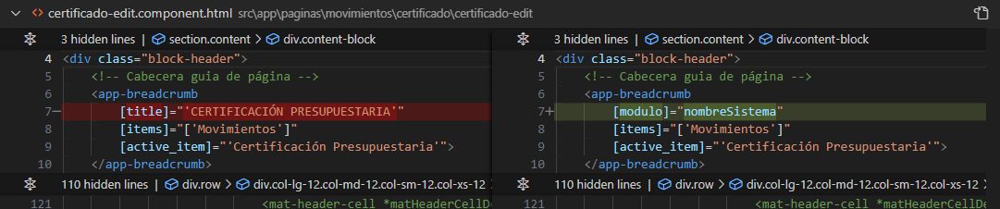 certificado-edit.component.html src\app\paginas\movimientos\certificado\certificado-edit
3 hidden lines | section.content > div.content-block
4 <div class="block-header">
5 <!-- Cabecera guia de página -->
6 <app-breadcrumb
7− [title]="'CERTIFICACIÓN PRESUPUESTARIA'"
8 [items]="['Movimientos']"
9 [active_item]="'Certificación Presupuestaria'">
10 </app-breadcrumb>
110 hidden lines | div.row > div.col-lg-12.col-md-12.col-sm-12.col-xs-12
121 <mat-header-cell *matHeaderCellDe
3 hidden lines | section.content > div.content-block
4 <div class="block-header">
5 <!-- Cabecera guia de página -->
6 <app-breadcrumb
7+ [modulo]="nombreSistema"
8 [items]="['Movimientos']"
9 [active_item]="'Certificación Presupuestaria'">
10 </app-breadcrumb>
110 hidden lines | div.row > div.col-lg-12.col-md-12.col-sm-12.col-xs-12
121 <mat-header-cell *matHeaderCellDe